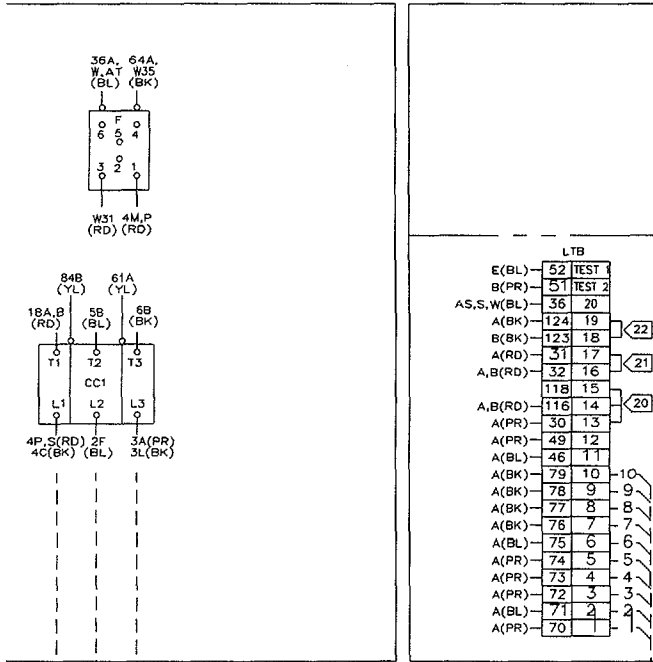 36A, 64A,
W,AT W35
(BL) (BK)
F
6 5 4
3 2 1
W31 4M,P
(RD) (RD)
84B 61A
(YL) (YL)
18A,B 5B 6B
(RD) (BL) (BK)
T1 T2 T3
CC1
L1 L2 L3
4P,S(RD) 2F 3A(PR)
4C(BK) (BL) 3L(BK)
LTB
E(BL) 52 TEST 1
B(PR) 51 TEST 2
AS,S,W(BL) 36 20
A(BK) 124 19
22
B(BK) 123 18
A(RD) 31 17
21
A,B(RD) 32 16
118 15
20
A,B(RD) 116 14
A(PR) 30 13
A(PR) 49 12
A(BL) 46 11
A(BK) 79 10 10
A(BK) 78 9 9
A(BK) 77 8 8
A(BK) 76 7 7
A(BL) 75 6 6
A(PR) 74 5 5
A(PR) 73 4 4
A(PR) 72 3 3
A(BL) 71 2 2
A(PR) 70 1 1